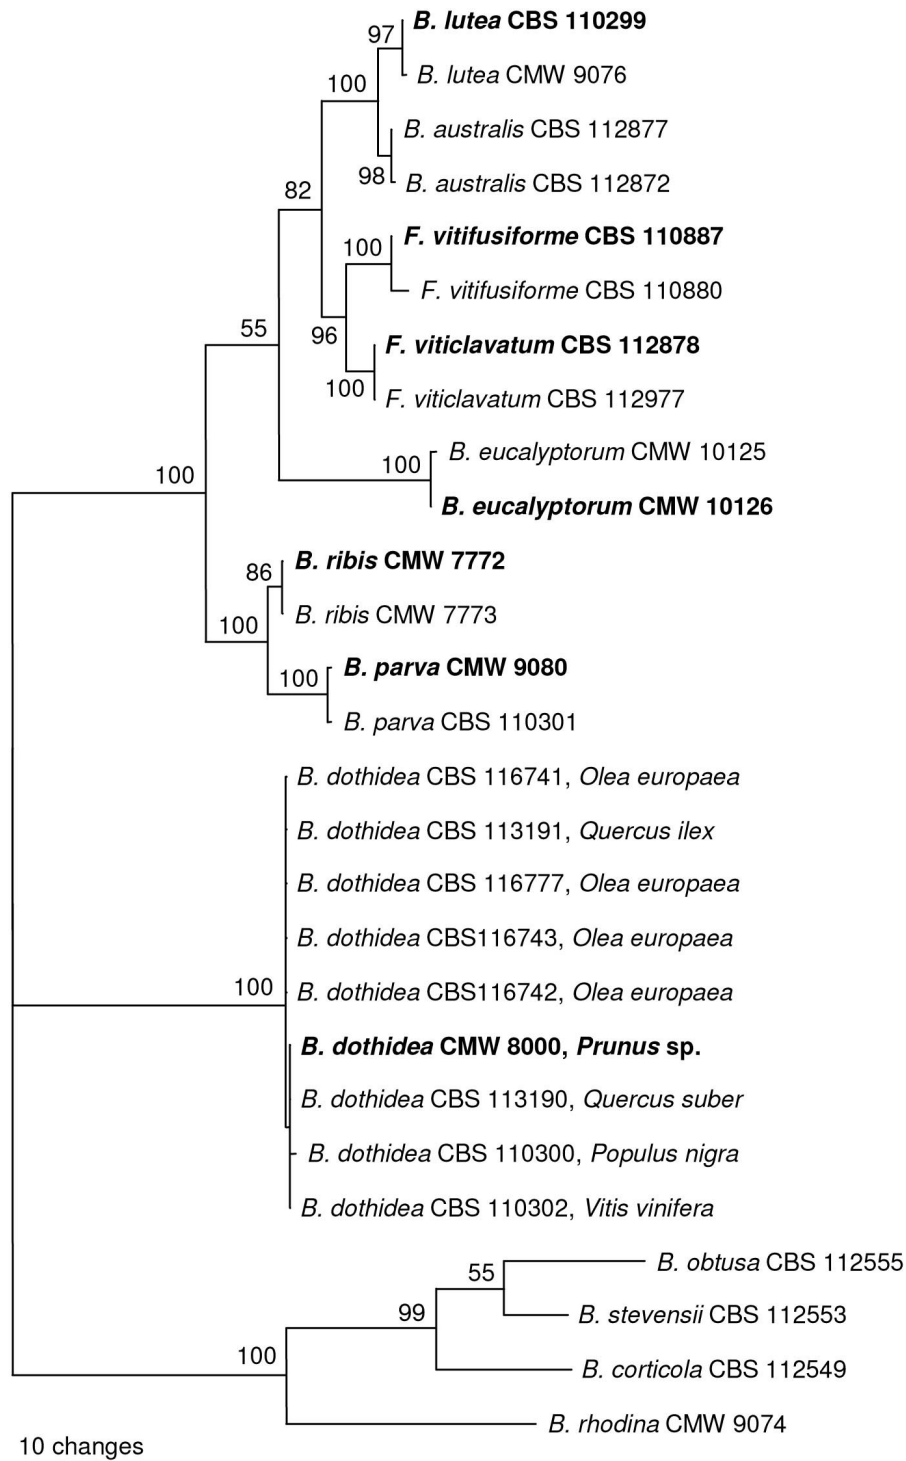 B. lutea CBS 110299
97
B. lutea CMW 9076
100
B. australis CBS 112877
98
B. australis CBS 112872
82
F. vitifusiforme CBS 110887
100
F. vitifusiforme CBS 110880
55
96
F. viticlavatum CBS 112878
100
F. viticlavatum CBS 112977
B. eucalyptorum CMW 10125
100
100
B. eucalyptorum CMW 10126
B. ribis CMW 7772
86
B. ribis CMW 7773
100
B. parva CMW 9080
100
B. parva CBS 110301
B. dothidea CBS 116741, Olea europaea
B. dothidea CBS 113191, Quercus ilex
B. dothidea CBS 116777, Olea europaea
B. dothidea CBS116743, Olea europaea
100
B. dothidea CBS116742, Olea europaea
B. dothidea CMW 8000, Prunus sp.
B. dothidea CBS 113190, Quercus suber
B. dothidea CBS 110300, Populus nigra
B. dothidea CBS 110302, Vitis vinifera
B. obtusa CBS 112555
55
B. stevensii CBS 112553
99
100
B. corticola CBS 112549
B. rhodina CMW 9074
10 changes